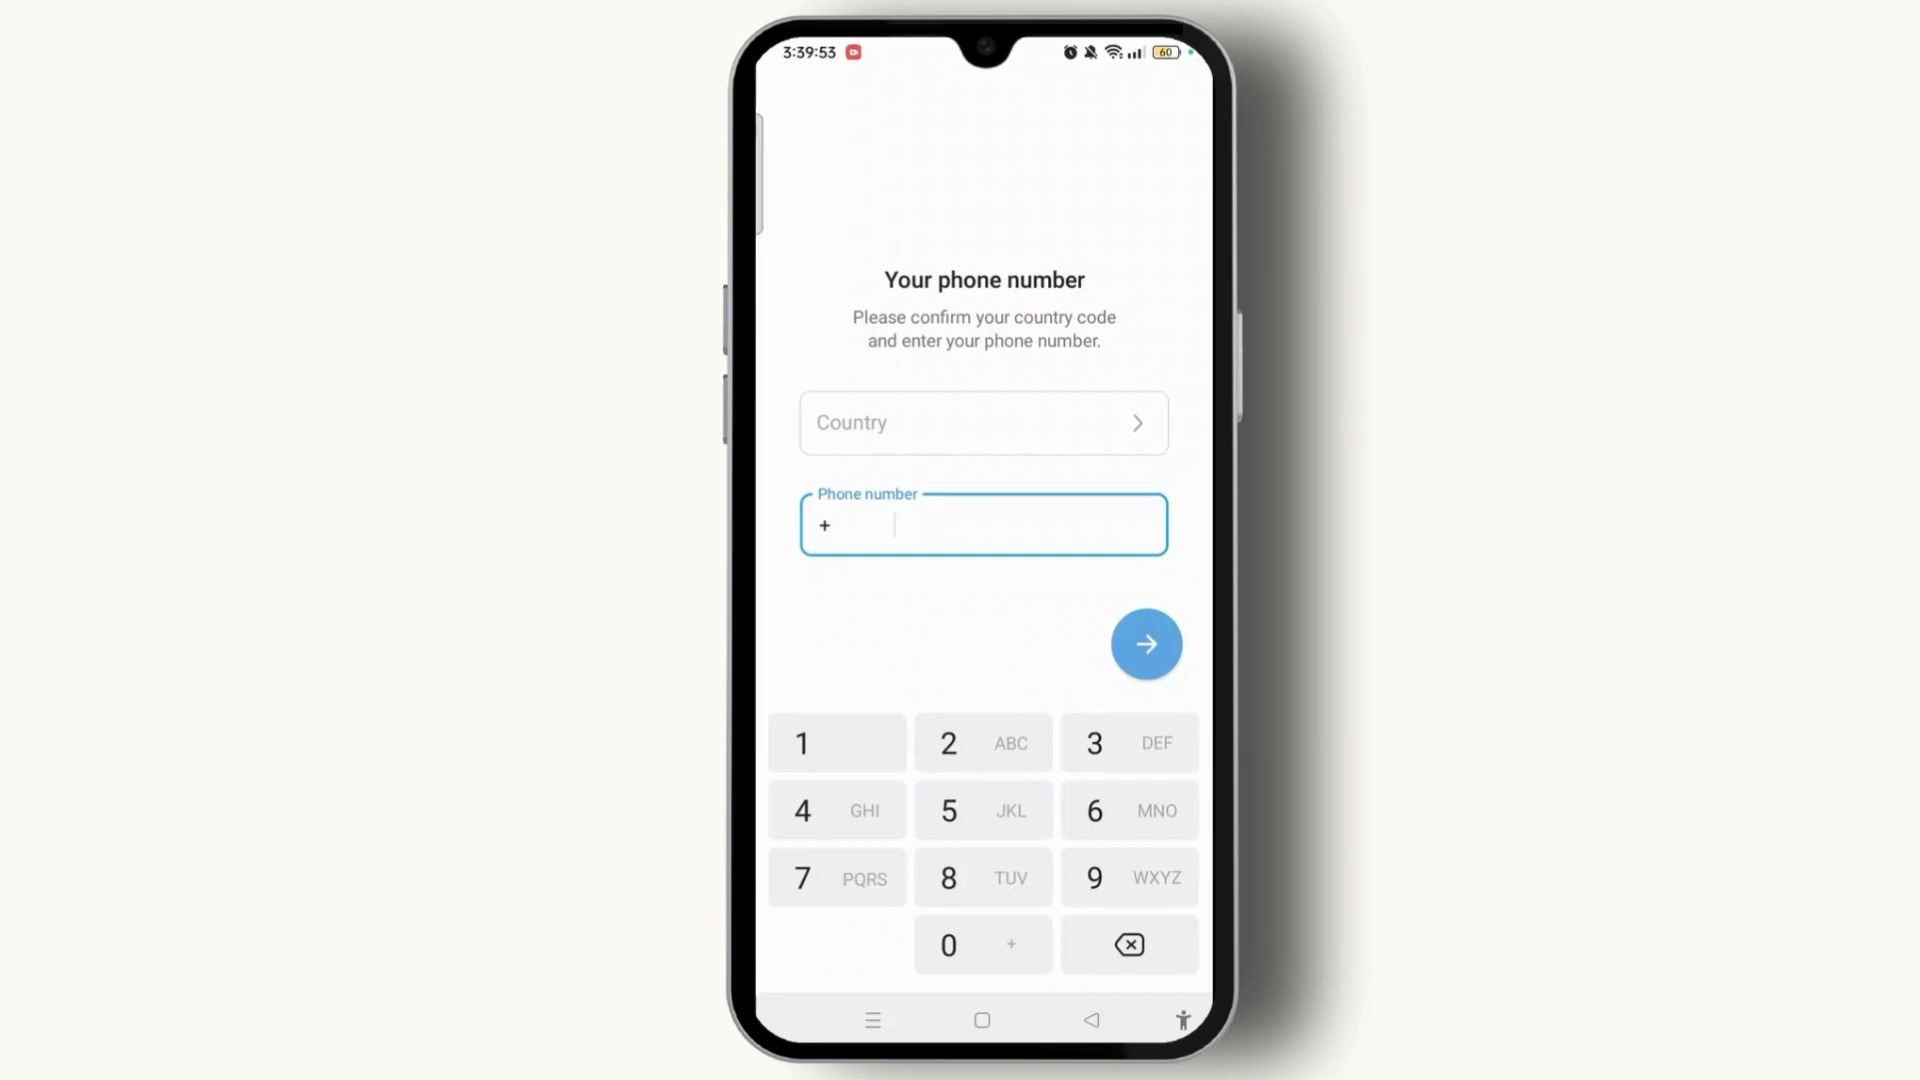 3:39:53
60
Your phone number
Please confirm your country code
and enter your phone number.
Country
Phone number
+
1
2 ABC
3 DEF
4 GHI
5 JKL
6 MNO
7 PQRS
8 TUV
9 WXYZ
0 +